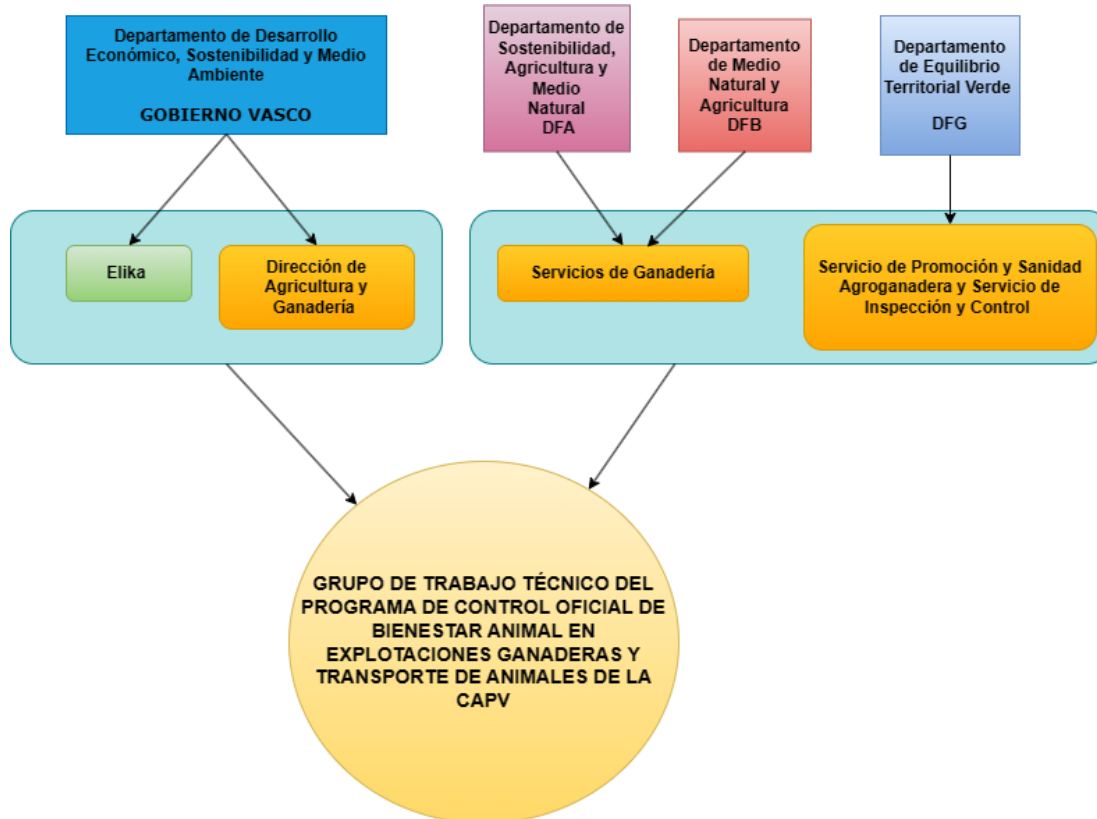 Departamento de Desarrollo
Económico, Sostenibilidad y Medio
Ambiente
GOBIERNO VASCO
Departamento de
Sostenibilidad,
Agricultura y
Medio
Natural
DFA
Departamento
de Medio
Natural y
Agricultura
DFB
Departamento
de Equilibrio
Territorial Verde
DFG
Elika
Dirección de
Agricultura y
Ganadería
Servicios de Ganadería
Servicio de Promoción y Sanidad
Agroganadera y Servicio de
Inspección y Control
GRUPO DE TRABAJO TÉCNICO DEL
PROGRAMA DE CONTROL OFICIAL DE
BIENESTAR ANIMAL EN
EXPLOTACIONES GANADERAS Y
TRANSPORTE DE ANIMALES DE LA
CAPV